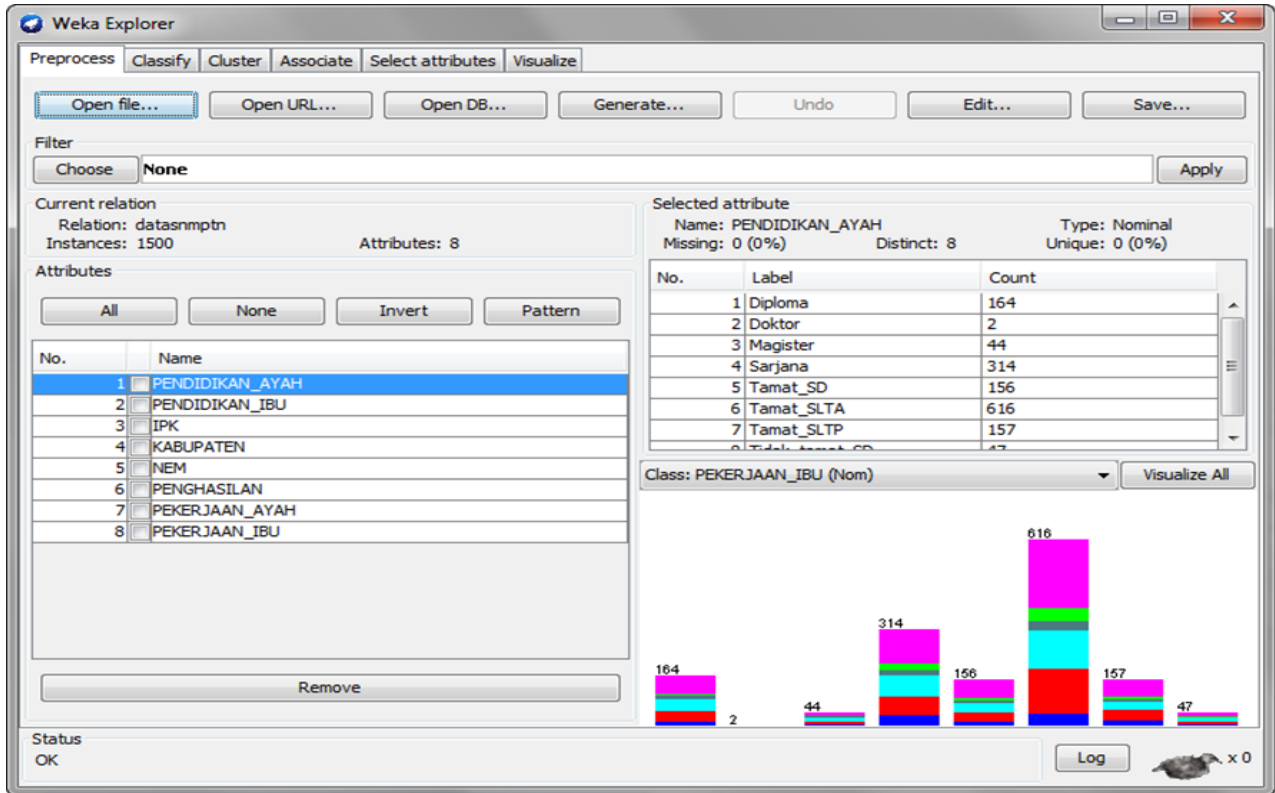 Weka Explorer
Preprocess Classify Cluster Associate Select attributes Visualize
Open file... Open URL... Open DB... Generate... Undo Edit... Save...
Filter
Choose None Apply
Current relation
Relation: datasnmptn
Instances: 1500 Attributes: 8
Attributes
All None Invert Pattern
No. Name
1 PENDIDIKAN_AYAH
2 PENDIDIKAN_IBU
3 IPK
4 KABUPATEN
5 NEM
6 PENGHASILAN
7 PEKERJAAN_AYAH
8 PEKERJAAN_IBU
Remove
Selected attribute
Name: PENDIDIKAN_AYAH Type: Nominal
Missing: 0 (0%) Distinct: 8 Unique: 0 (0%)
No. Label Count
1 Diploma 164
2 Doktor 2
3 Magister 44
4 Sarjana 314
5 Tamat_SD 156
6 Tamat_SLTA 616
7 Tamat_SLTP 157
8 Tidak_tamat_SD 47
Class: PEKERJAAN_IBU (Nom) Visualize All
164 2 44 314 156 616 157 47
Status
OK
Log x 0